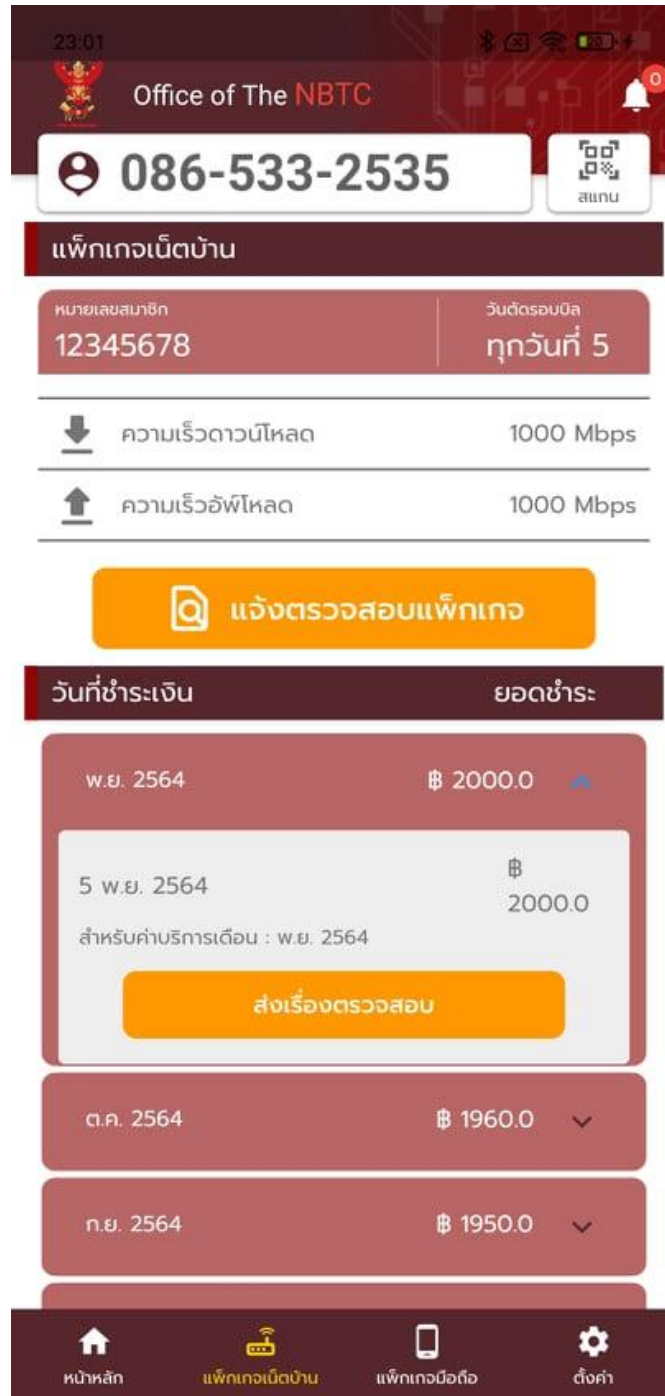 23:01
20
Office of The NBTC
0
086-533-2535
สแกน
แพ็กเกจเน็ตบ้าน
หมายเลขสมาชิก วันตัดรอบบิล
12345678 ทุกวันที่ 5
ความเร็วดาวน์โหลด 1000 Mbps
ความเร็วอัพ์โหลด 1000 Mbps
แจ้งตรวจสอบแพ็กเกจ
วันที่ชำระเงิน ยอดชำระ
พ.ย. 2564 ฿ 2000.0
5 พ.ย. 2564 ฿
2000.0
สำหรับค่าบริการเดือน : พ.ย. 2564
ส่งเรื่องตรวจสอบ
ต.ค. 2564 ฿ 1960.0
ก.ย. 2564 ฿ 1950.0
หน้าหลัก แพ็กเกจเน็ตบ้าน แพ็กเกจมือถือ ตั้งค่า